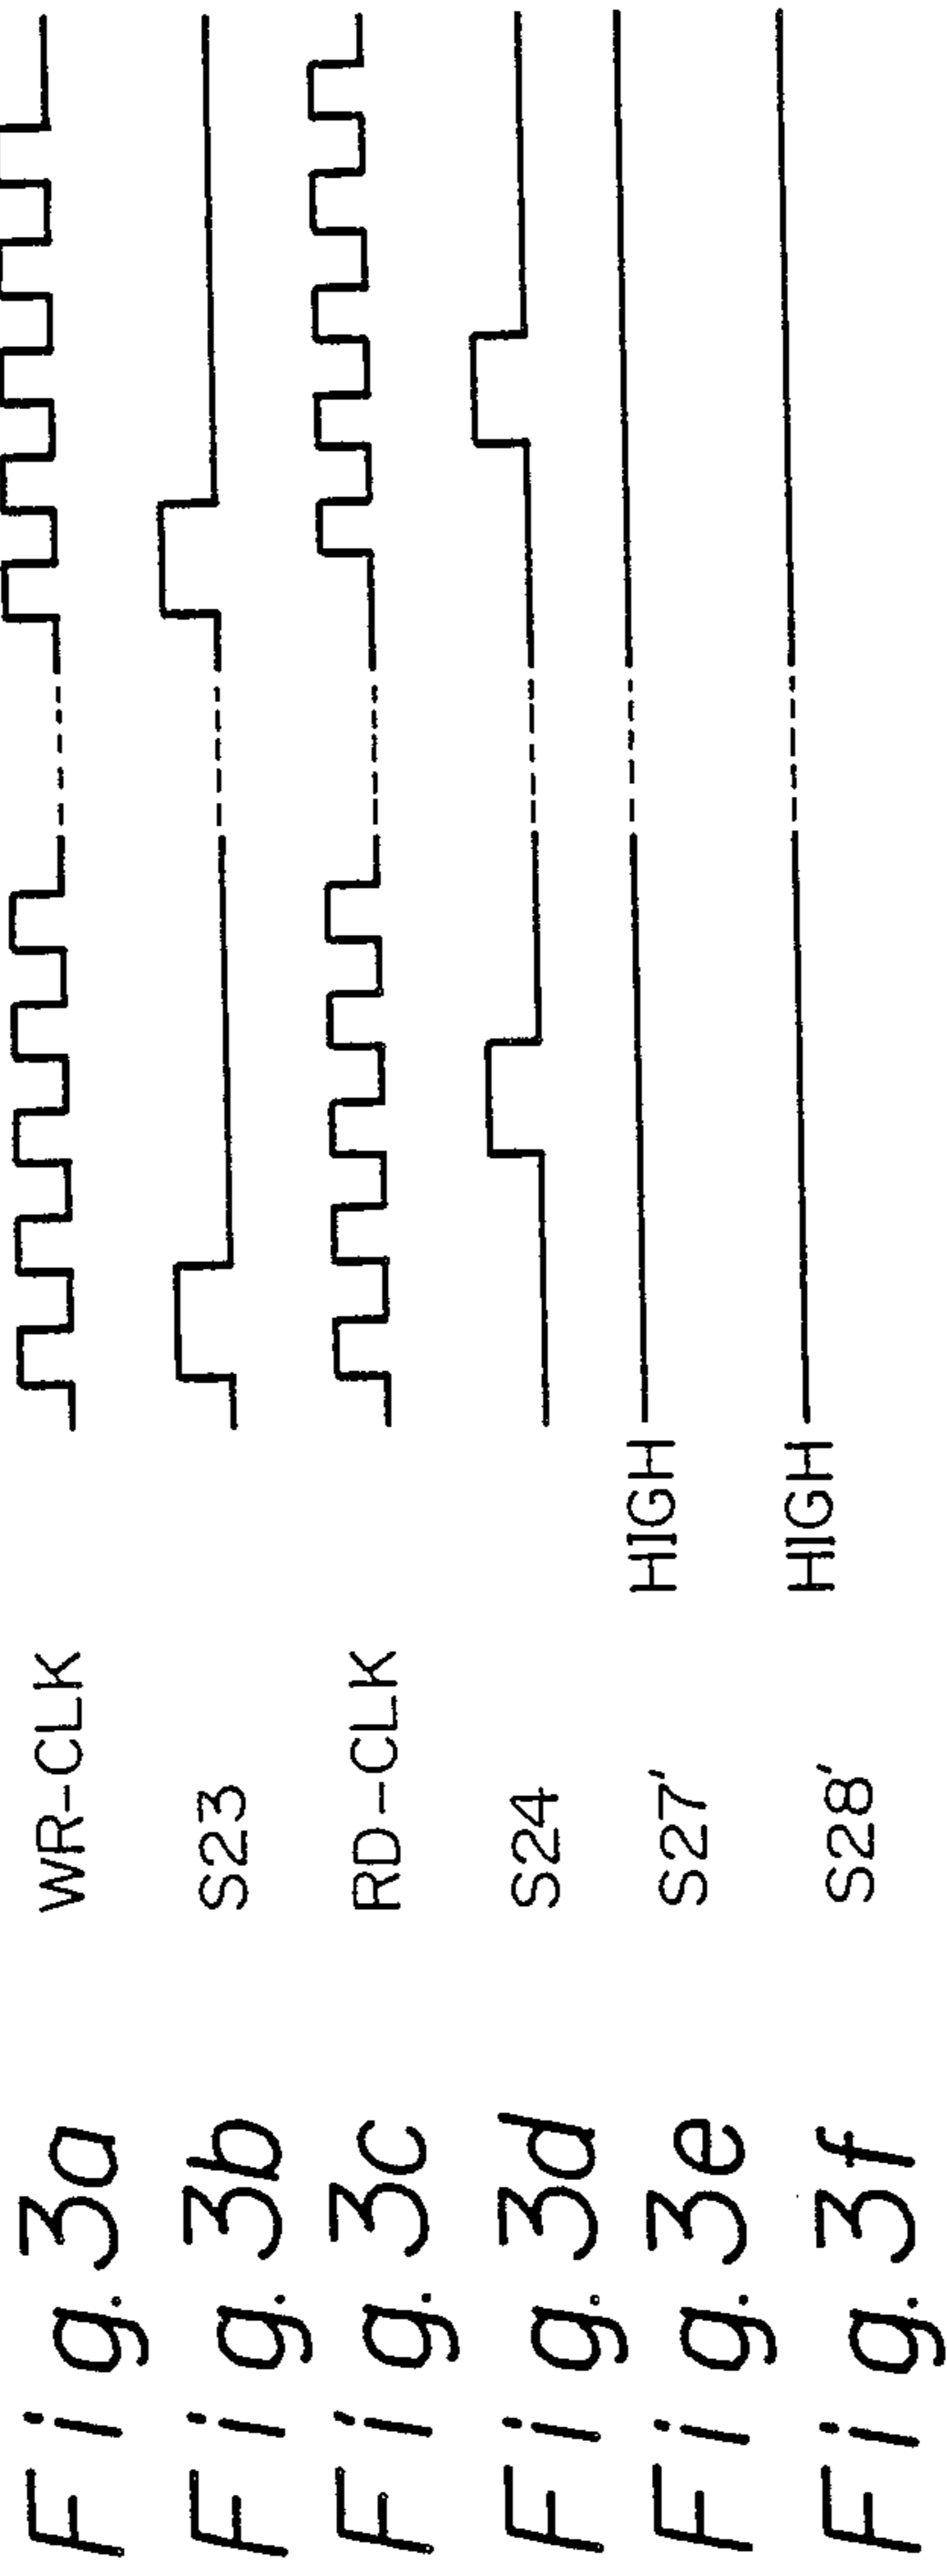 Fig. 3a WR-CLK
Fig. 3b S23
Fig. 3c RD-CLK
Fig. 3d S24
Fig. 3e S27' HIGH
Fig. 3f S28' HIGH